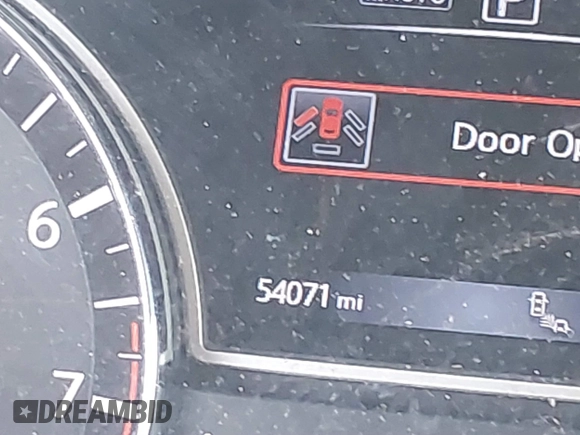 P
Door Op
6
54071 mi
7
DREAMBID